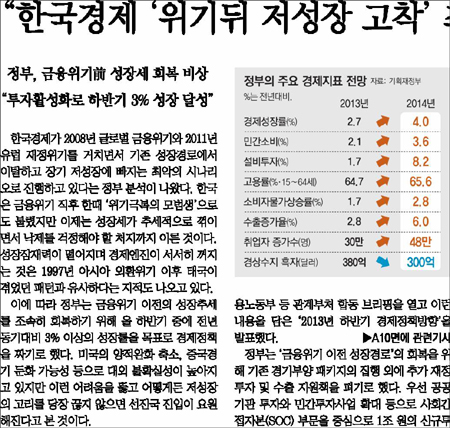 “한국경제 ‘위기뒤 저성장 고착’
정부, 금융위기前 성장세 회복 비상
“투자활성화로 하반기 3% 성장 달성”
한국경제가 2008년 글로벌 금융위기와 2011년
유럽 재정위기를 거치면서 기존 성장경로에서
이탈하고 장기 저성장에 빠지는 최악의 시나리
오로 진행하고 있다는 정부 분석이 나왔다. 한국
은 금융위기 직후 한때 ‘위기극복의 모범생’으로
도 불렸지만 이제는 성장세가 추세적으로 꺾이
면서 낙제를 걱정해야 할 처지까지 이른 것이다.
성장잠재력이 떨어지며 경제엔진이 서서히 꺼지
는 것은 1997년 아시아 외환위기 이후 태국이
겪었던 패턴과 유사하다는 지적도 나오고 있다.
이에 따라 정부는 금융위기 이전의 성장추세
를 조속히 회복하기 위해 올 하반기 중에 전년
동기대비 3% 이상의 성장률을 목표로 경제정책
을 짜기로 했다. 미국의 양적완화 축소, 중국경
기 둔화 가능성 등으로 대외 불확실성이 높아지
고 있지만 이런 어려움을 뚫고 어떻게든 저성장
의 고리를 당장 끊지 않으면 선진국 진입이 요원
해진다고 본 것이다.
정부의 주요 경제지표 전망 자료: 기획재정부
%는 전년대비. 2013년 2014년
경제성장률(%) 2.7 4.0
민간소비(%) 2.1 3.6
설비투자(%) 1.7 8.2
고용률(%·15~64세) 64.7 65.6
소비자물가상승률(%) 1.7 2.8
수출증가율(%) 2.8 6.0
취업자 증가수(명) 30만 48만
경상수지 흑자(달러) 380억 300억
용노동부 등 관계부처 합동 브리핑을 열고 이런
내용을 담은 ‘2013년 하반기 경제정책방향’을
발표했다. ▶A10면에 관련기사
정부는 ‘금융위기 이전 성장경로’의 회복을 위
해 기존 경기부양 패키지의 집행 외에 추가 재정
투자 및 수출 지원책을 펴기로 했다. 우선 공공
기관 투자와 민간투자사업 확대 등으로 사회간
접자본(SOC) 부문을 중심으로 1조 원의 신규투